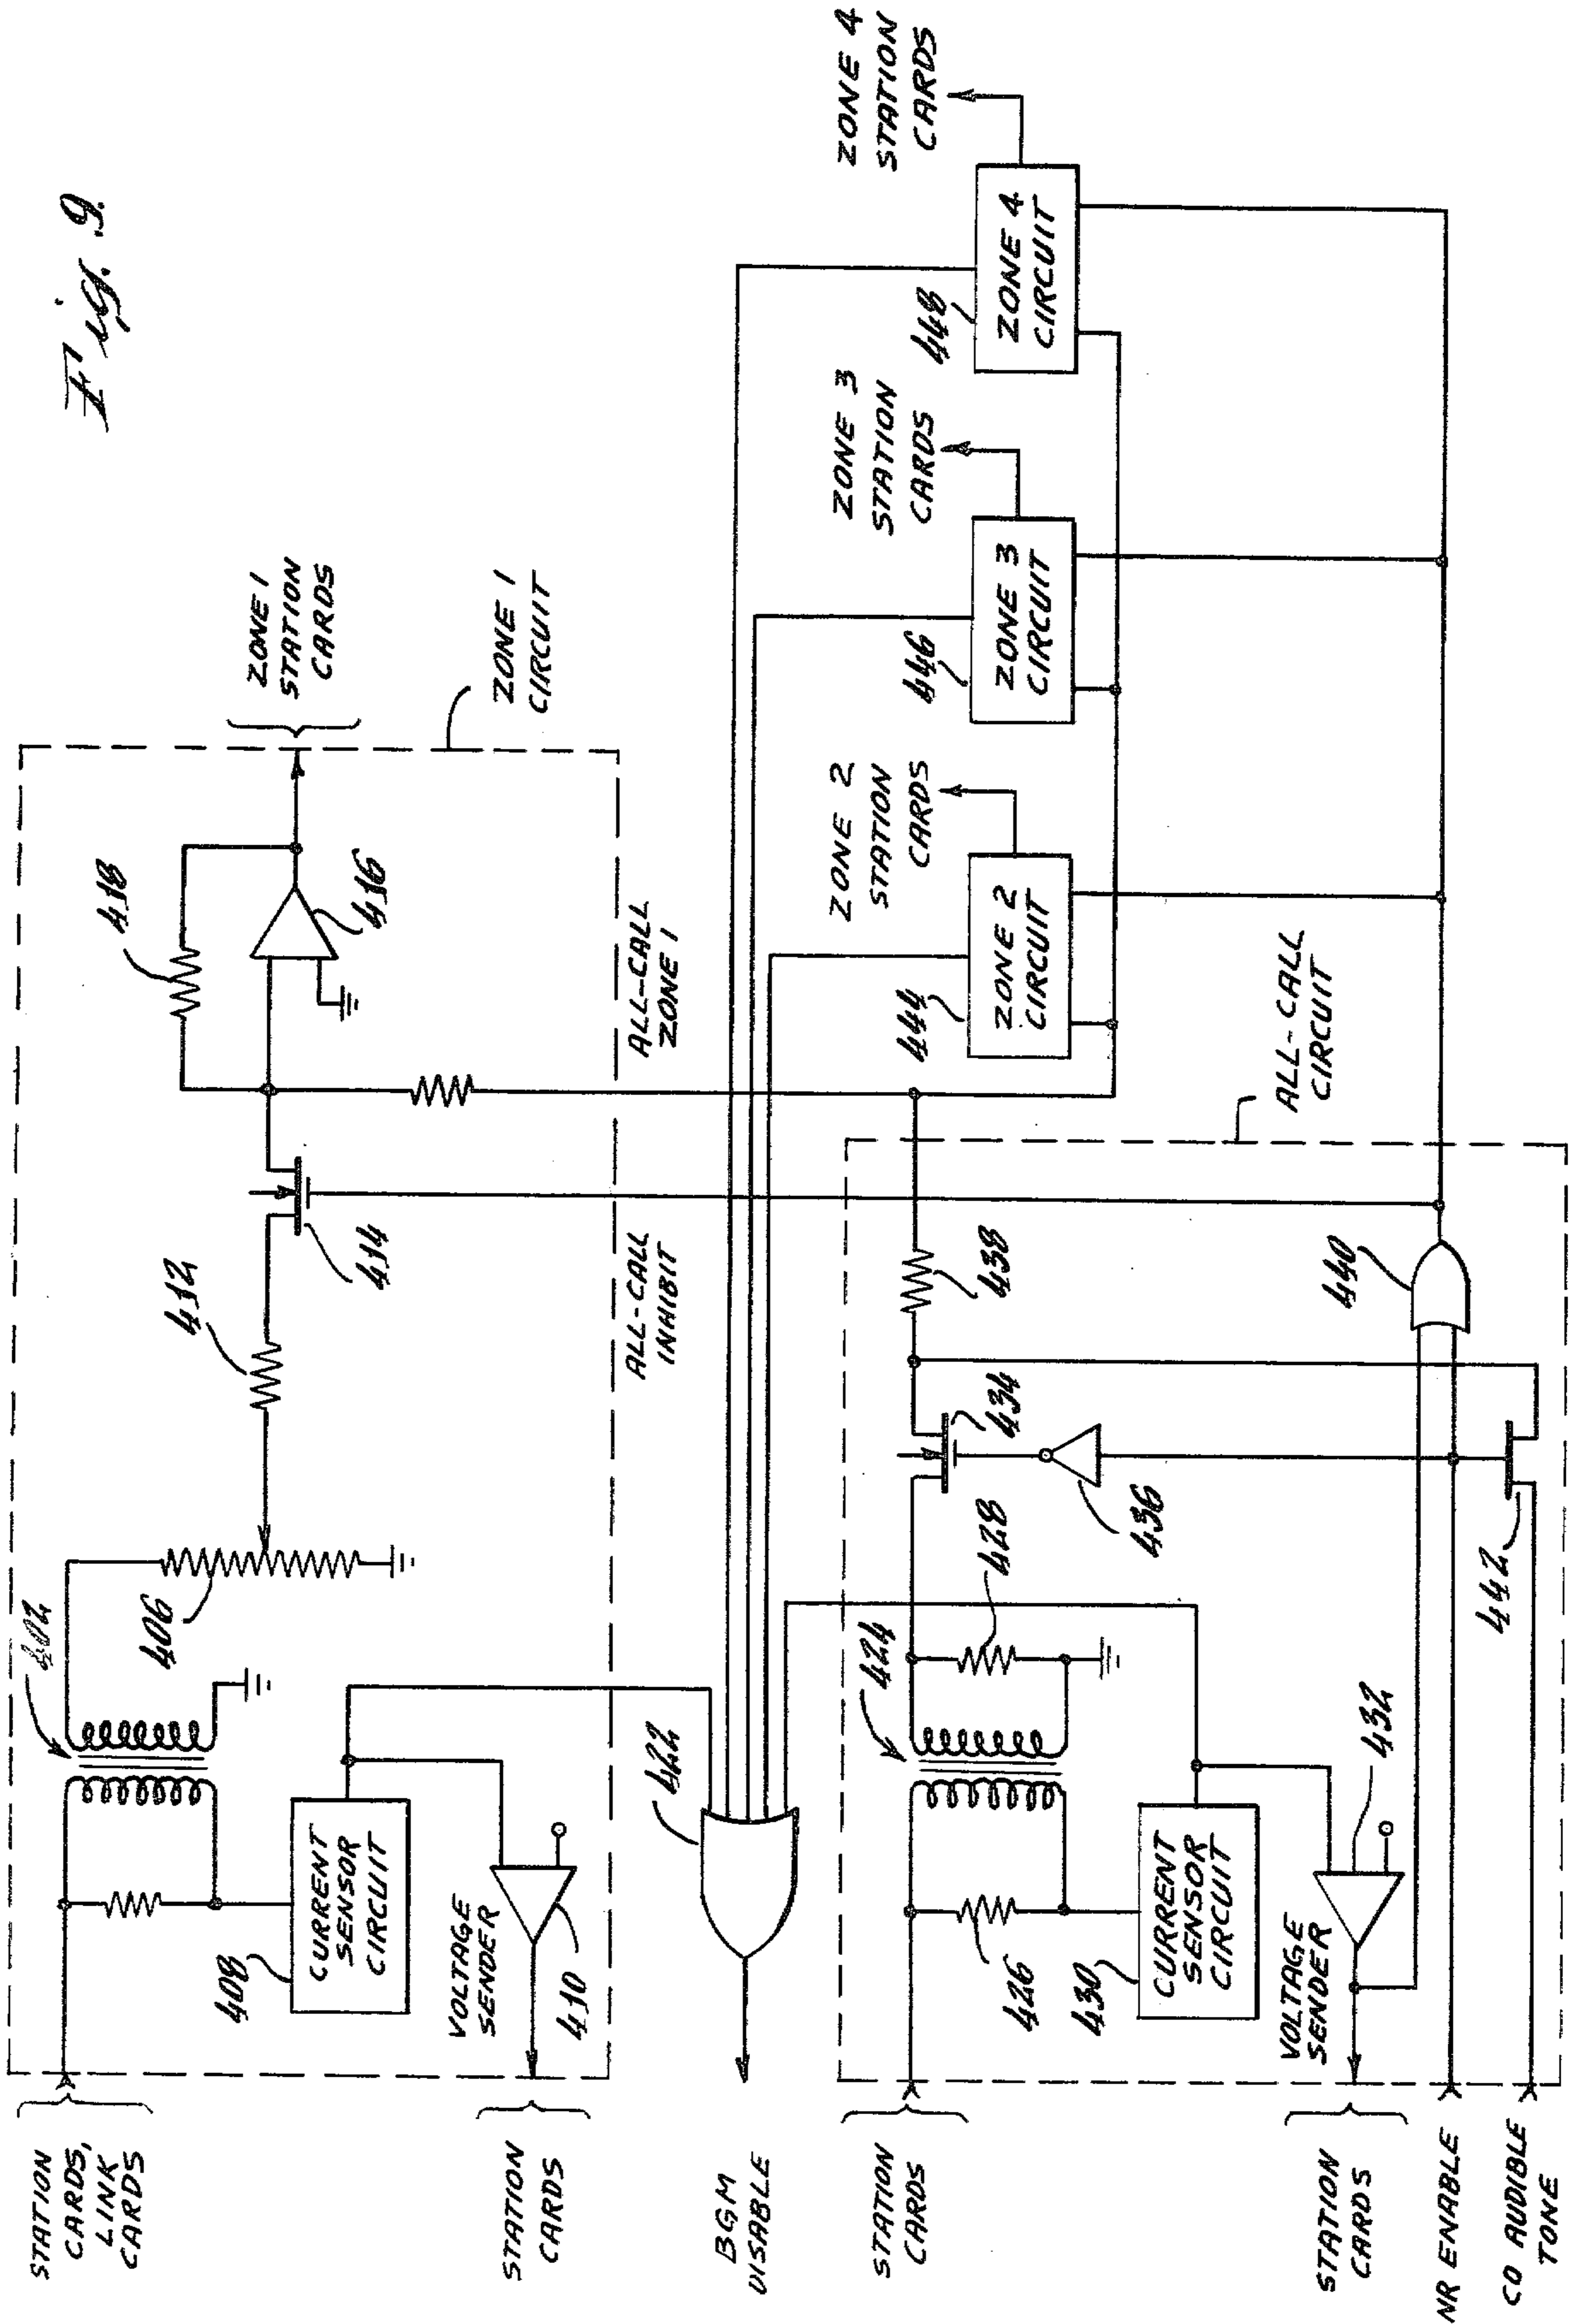 Fig. 9.
STATION
CARDS,
LINK
CARDS
402
406
412
414
418
416
ZONE 1
STATION
CARDS
ZONE 1
CIRCUIT
408
CURRENT
SENSOR
CIRCUIT
VOLTAGE
SENDER
410
STATION
CARDS
ALL-CALL
INHIBIT
ALL-CALL
ZONE 1
BGM
DISABLE
422
ZONE 2
STATION
CARDS
444
ZONE 2
CIRCUIT
ZONE 3
STATION
CARDS
446
ZONE 3
CIRCUIT
ZONE 4
STATION
CARDS
448
ZONE 4
CIRCUIT
STATION
CARDS
424
426
428
434
438
430
CURRENT
SENSOR
CIRCUIT
436
VOLTAGE
SENDER
432
440
ALL-CALL
CIRCUIT
STATION
CARDS
NR ENABLE
442
CO AUDIBLE
TONE